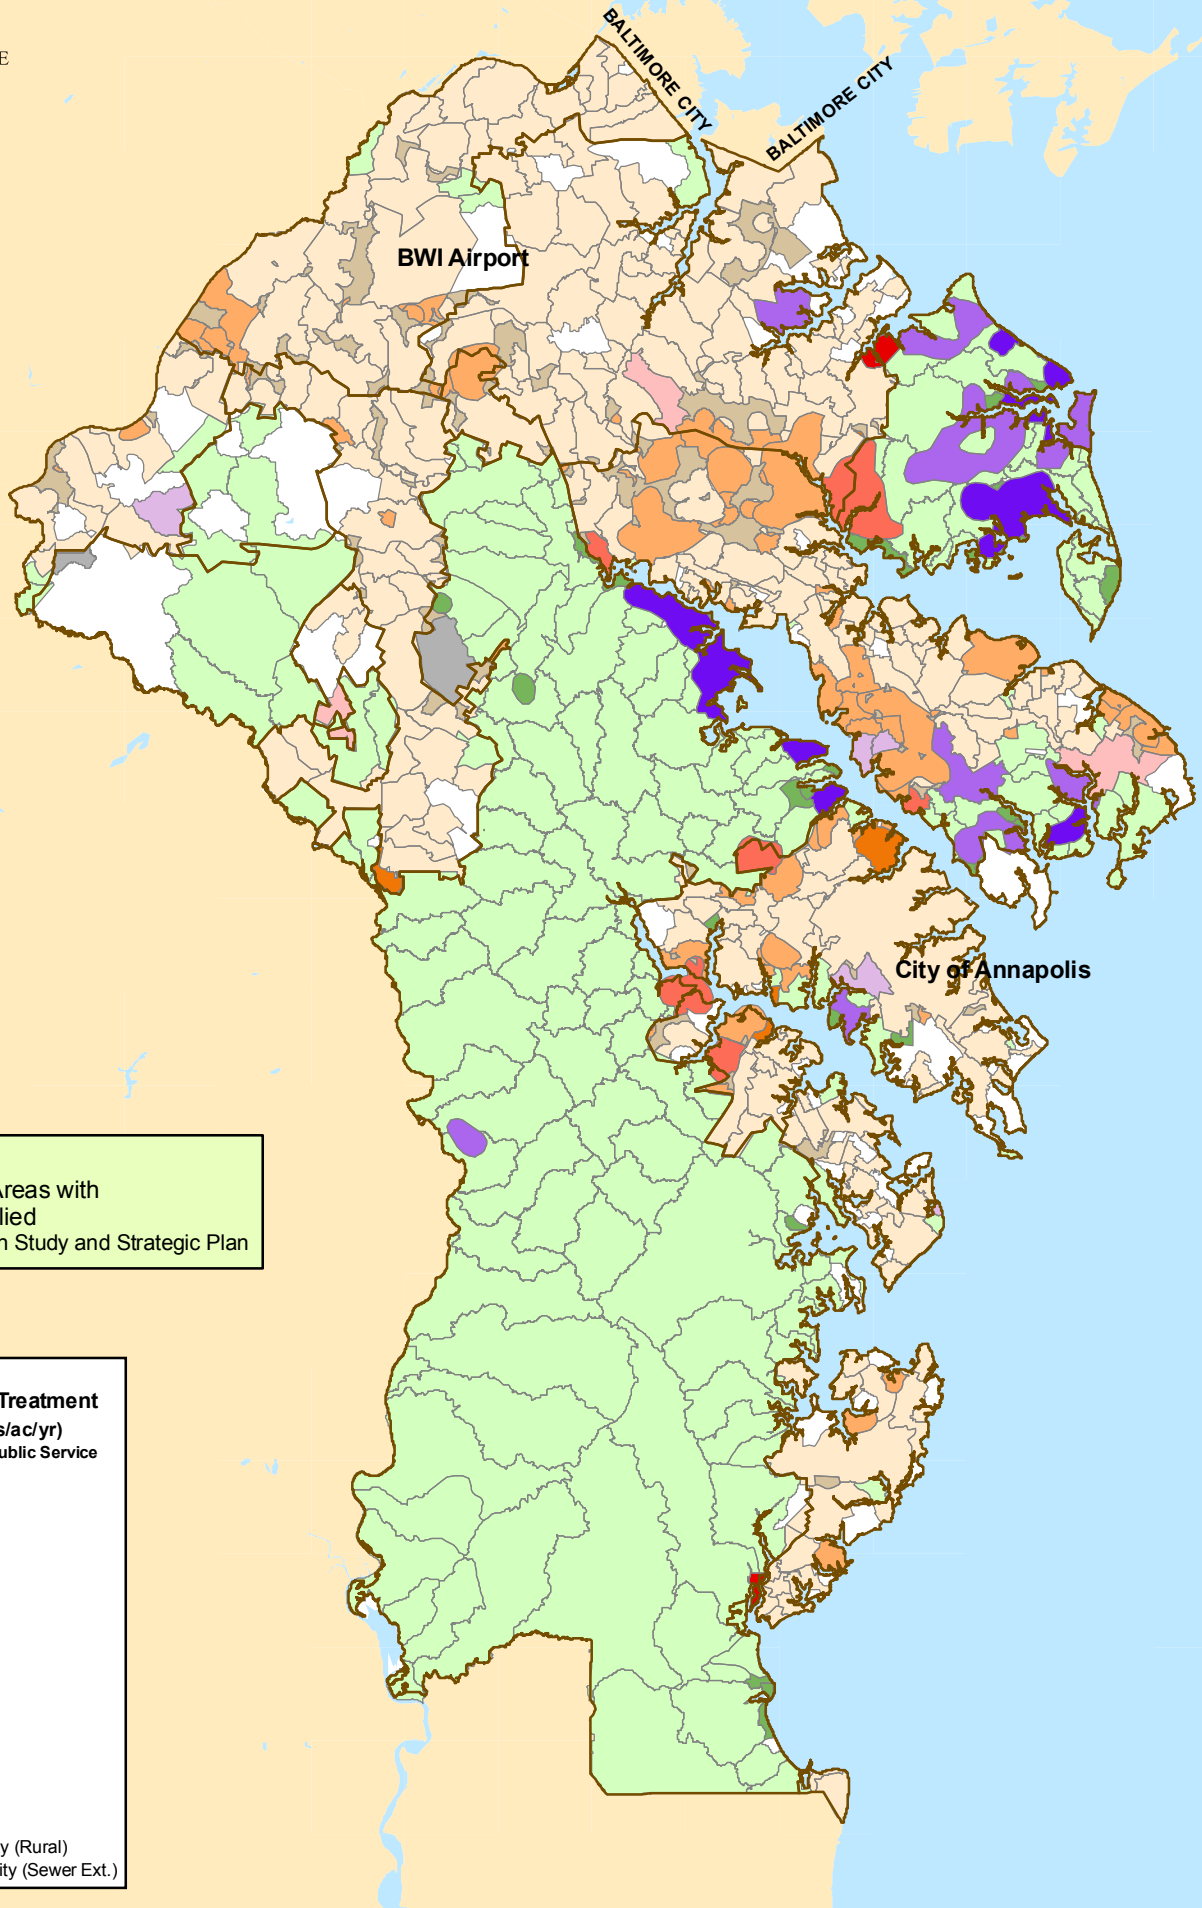 E
BALTIMORE CITY
BALTIMORE CITY
BWI Airport
City of Annapolis
Areas with
lied
n Study and Strategic Plan
Treatment
s/ac/yr)
ublic Service
y (Rural)
ity (Sewer Ext.)